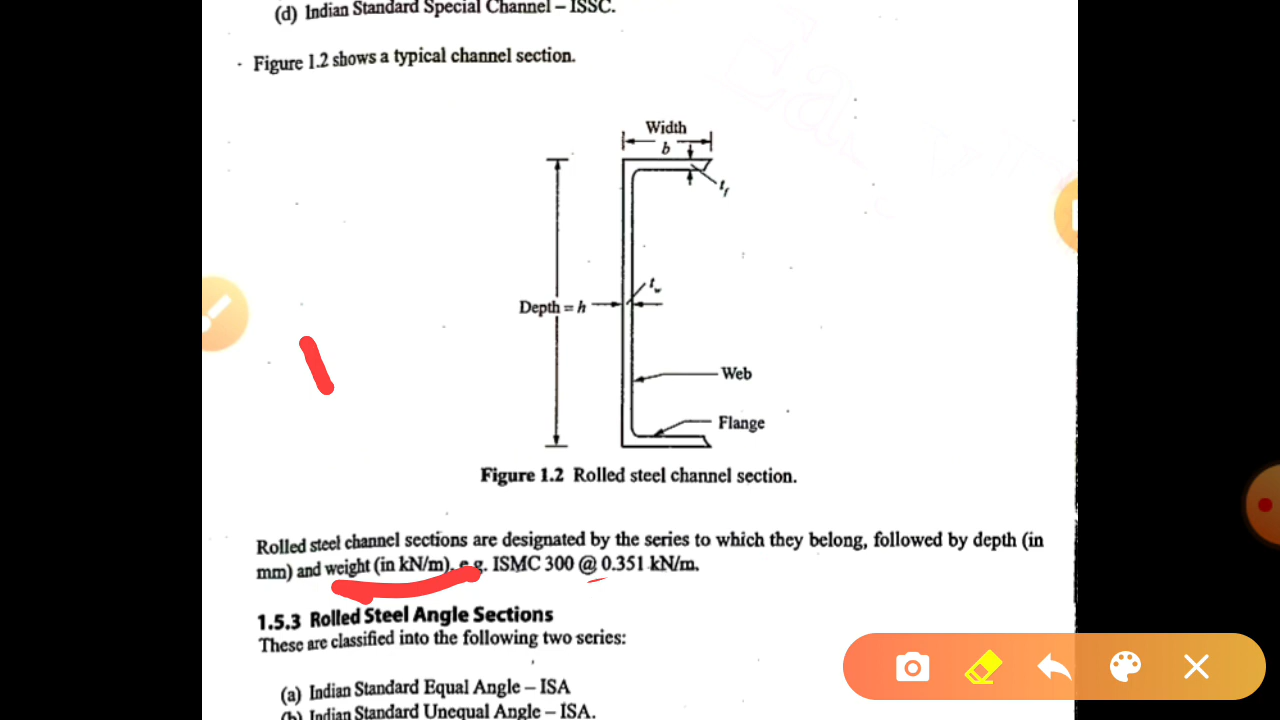 (d) Indian Standard Special Channel – ISSC.
· Figure 1.2 shows a typical channel section.
Width
b
t_f
t_w
Depth = h
Web
Flange
Figure 1.2 Rolled steel channel section.
Rolled steel channel sections are designated by the series to which they belong, followed by depth (in
mm) and weight (in kN/m), e.g. ISMC 300 @ 0.351 kN/m.
1.5.3 Rolled Steel Angle Sections
These are classified into the following two series:
(a) Indian Standard Equal Angle – ISA
(b) Indian Standard Unequal Angle – ISA.